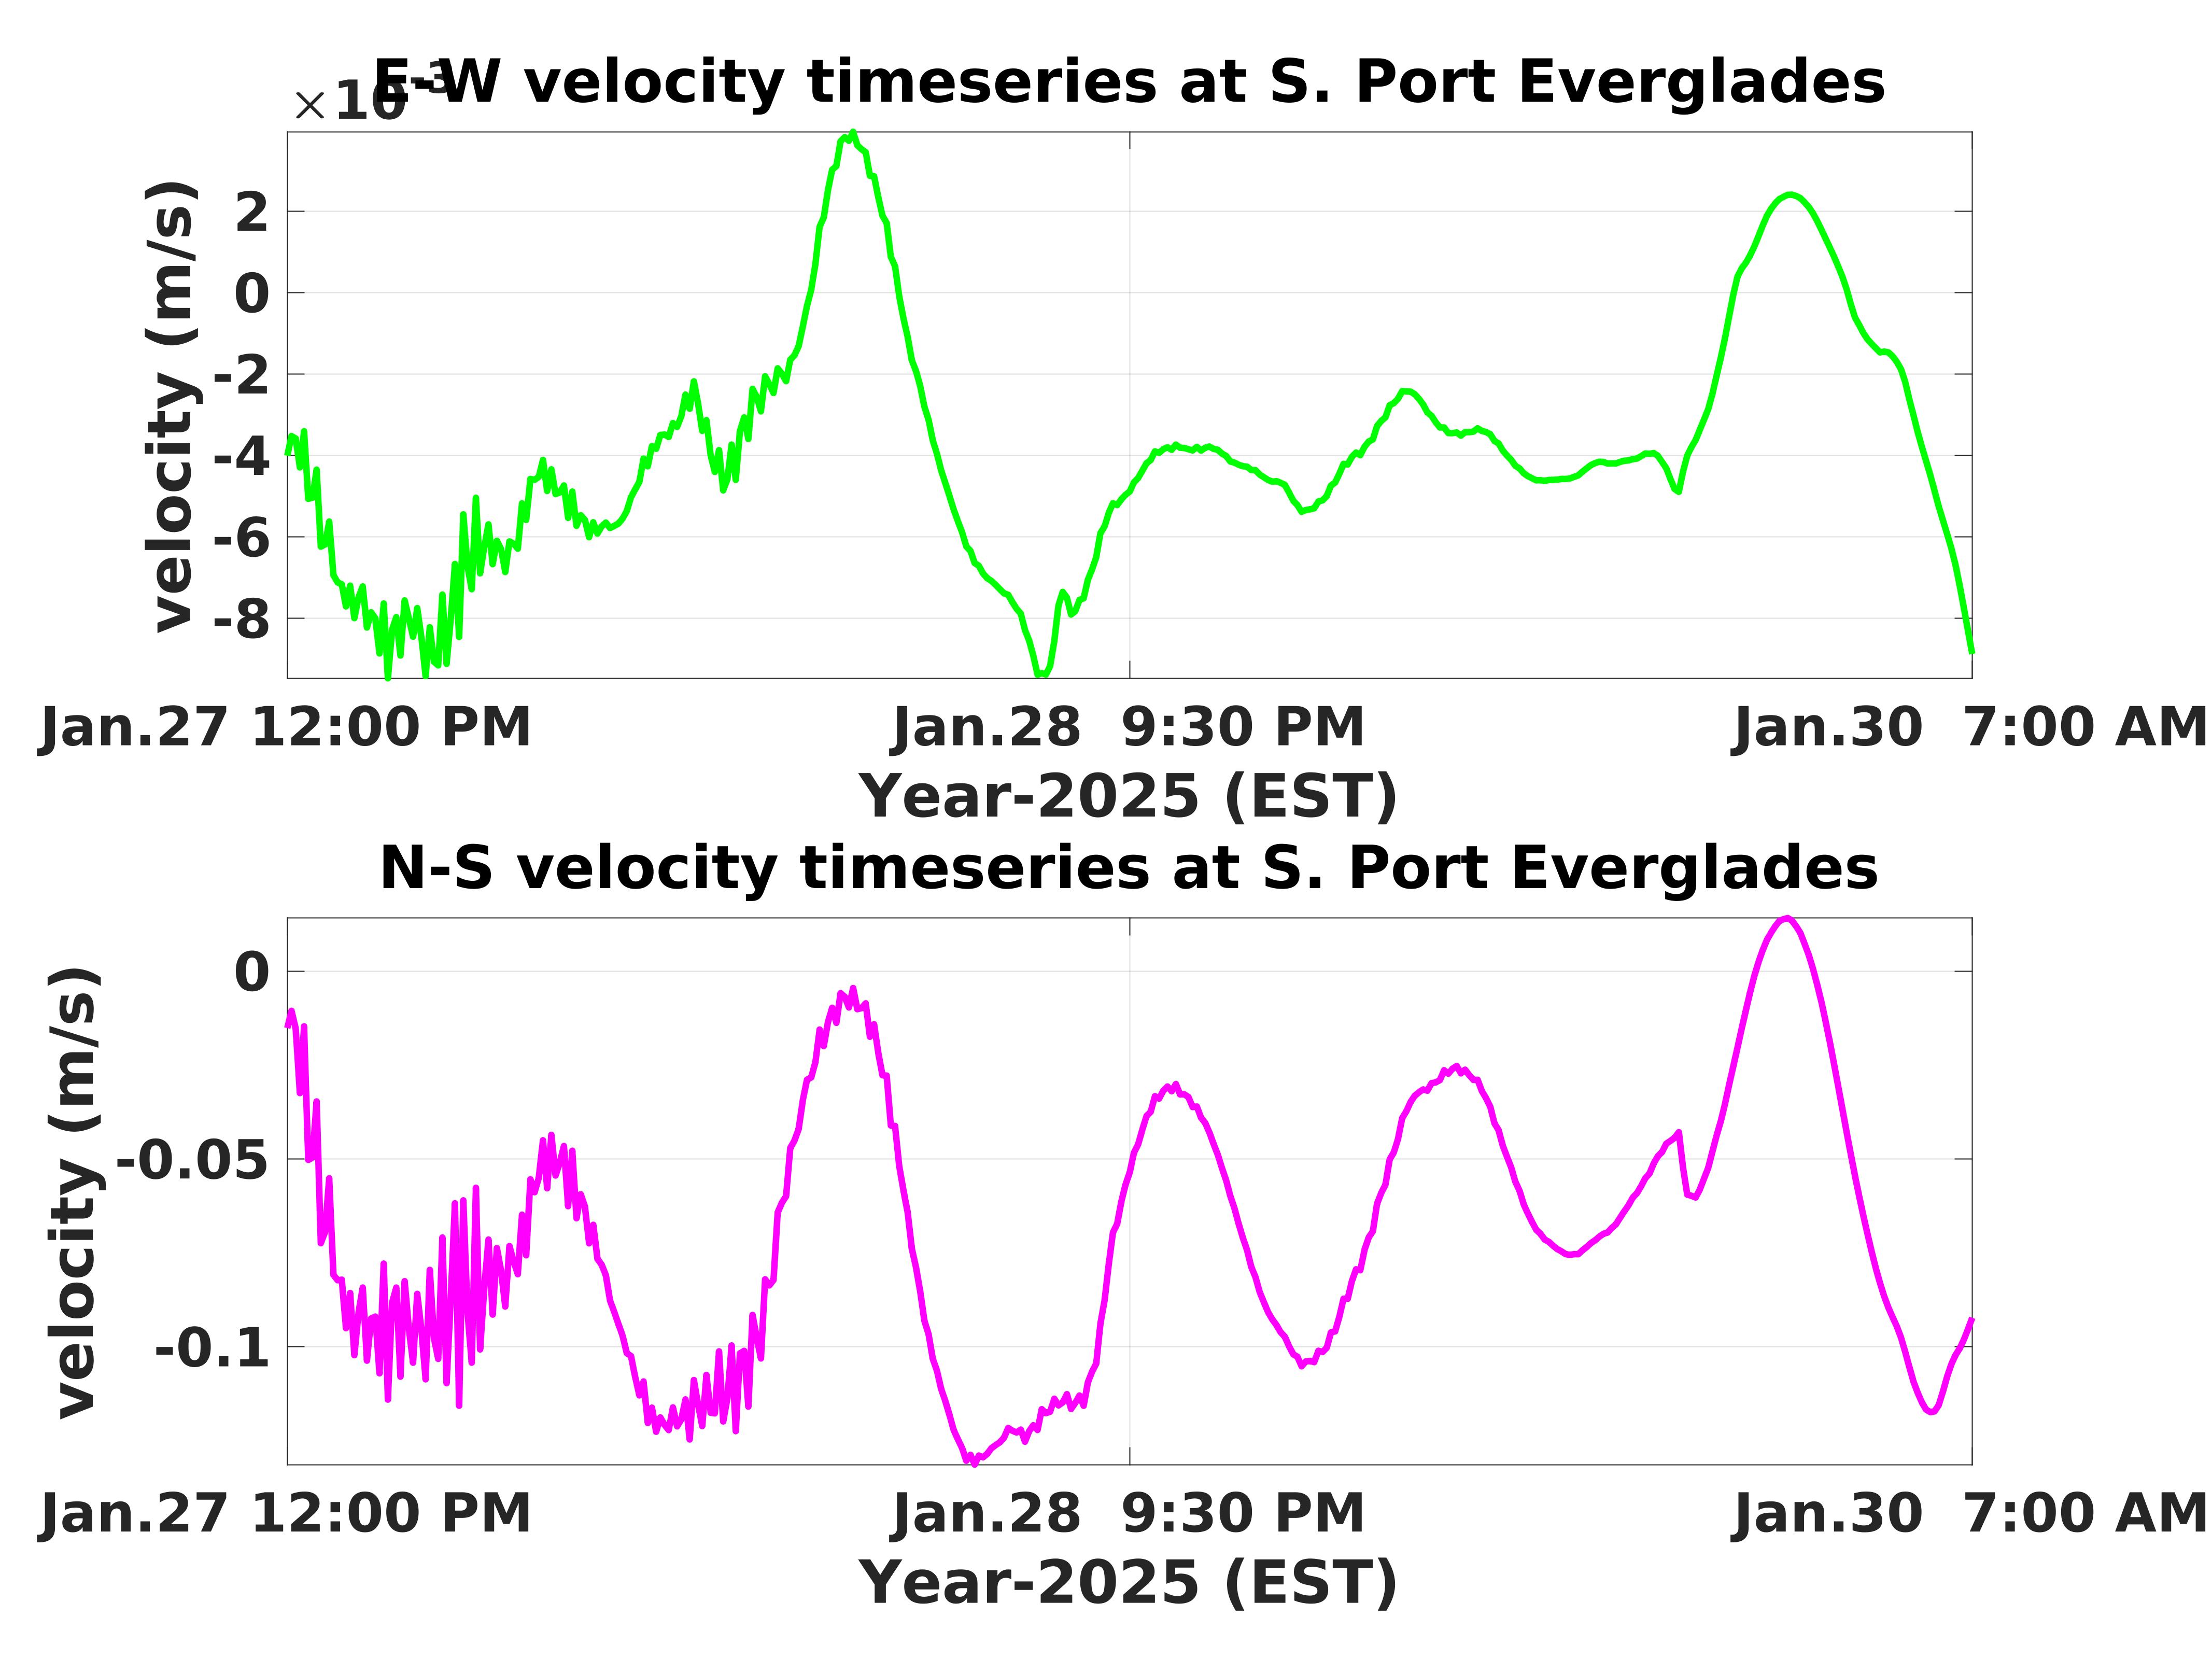 E-W velocity timeseries at S. Port Everglades
×10⁻³
velocity (m/s)
2
0
-2
-4
-6
-8
Jan.27 12:00 PM Jan.28 9:30 PM Jan.30 7:00 AM
Year-2025 (EST)
N-S velocity timeseries at S. Port Everglades
velocity (m/s)
0
-0.05
-0.1
Jan.27 12:00 PM Jan.28 9:30 PM Jan.30 7:00 AM
Year-2025 (EST)